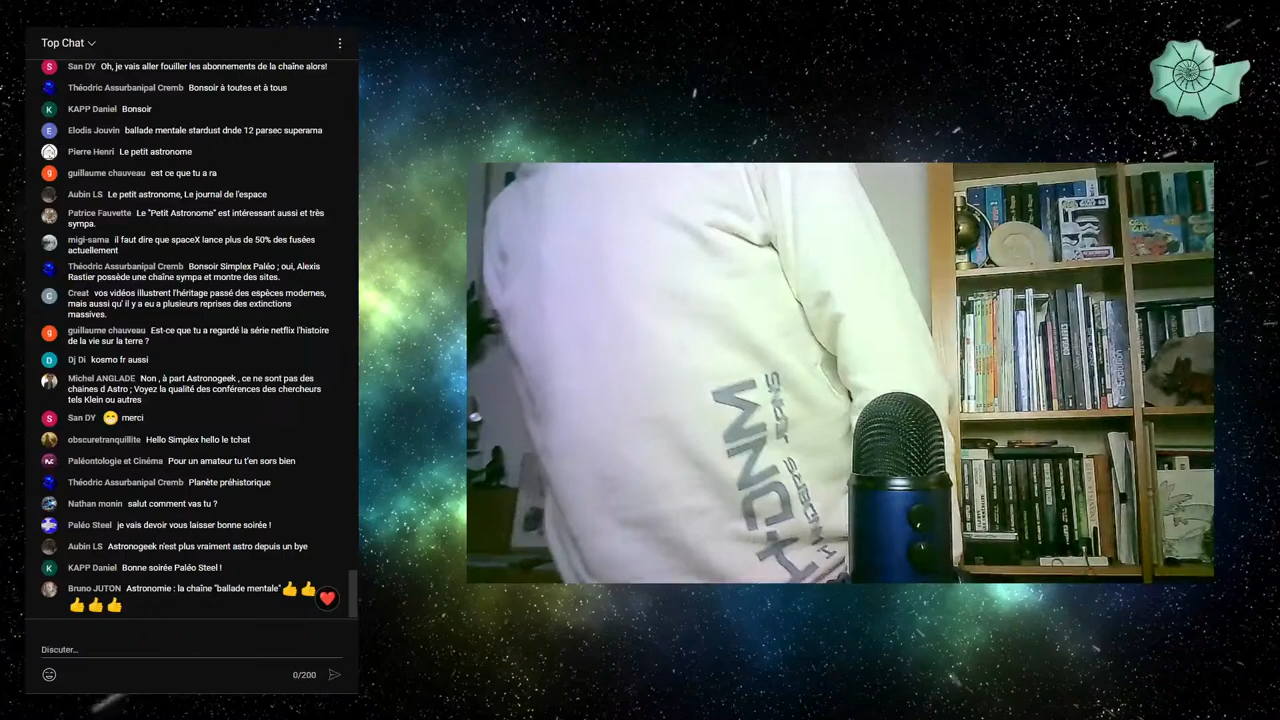 Top Chat
San DY Oh, je vais aller fouiller les abonnements de la chaîne alors!
Théodric Assurbanipal Cremb Bonsoir à toutes et à tous
KAPP Daniel Bonsoir
Elodis Jouvin ballade mentale stardust dnde 12 parsec superama
Pierre Henri Le petit astronome
guillaume chauveau est ce que tu a ra
Aubin LS Le petit astronome, Le journal de l'espace
Patrice Fauvette Le "Petit Astronome" est intéressant aussi et très
sympa.
migi-sama il faut dire que spaceX lance plus de 50% des fusées
actuellement
Théodric Assurbanipal Cremb Bonsoir Simplex Paléo ; oui, Alexis
Rastier possède une chaîne sympa et montre des sites.
Creat vos vidéos illustrent l'héritage passé des espèces modernes,
mais aussi qu' il y a eu a plusieurs reprises des extinctions
massives.
guillaume chauveau Est-ce que tu a regardé la série netflix l'histoire
de la vie sur la terre ?
Dj Di kosmo fr aussi
Michel ANGLADE Non , à part Astronogeek , ce ne sont pas des
chaines d Astro ; Voyez la qualité des conférences des chercheurs
tels Klein ou autres
San DY 😁 merci
obscuretranquillite Hello Simplex hello le tchat
Paléontologie et Cinéma Pour un amateur tu t'en sors bien
Théodric Assurbanipal Cremb Planète préhistorique
Nathan monin salut comment vas tu ?
Paléo Steel je vais devoir vous laisser bonne soirée !
Aubin LS Astronogeek n'est plus vraiment astro depuis un bye
KAPP Daniel Bonne soirée Paléo Steel !
Bruno JUTON Astronomie : la chaîne "ballade mentale"👍👍
👍👍👍
Discuter...
0/200
Evolution